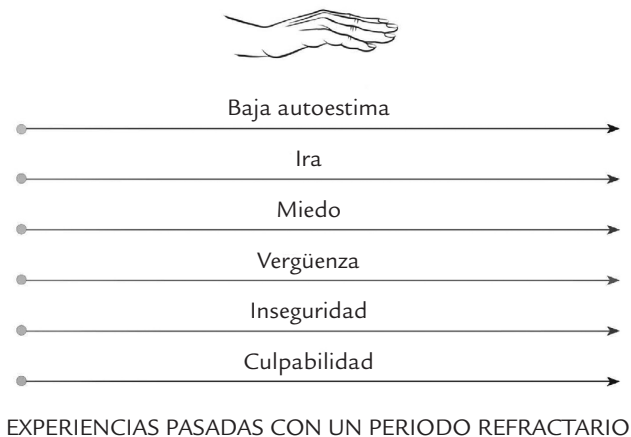 Baja autoestima
Ira
Miedo
Vergüenza
Inseguridad
Culpabilidad
EXPERIENCIAS PASADAS CON UN PERIODO REFRACTARIO